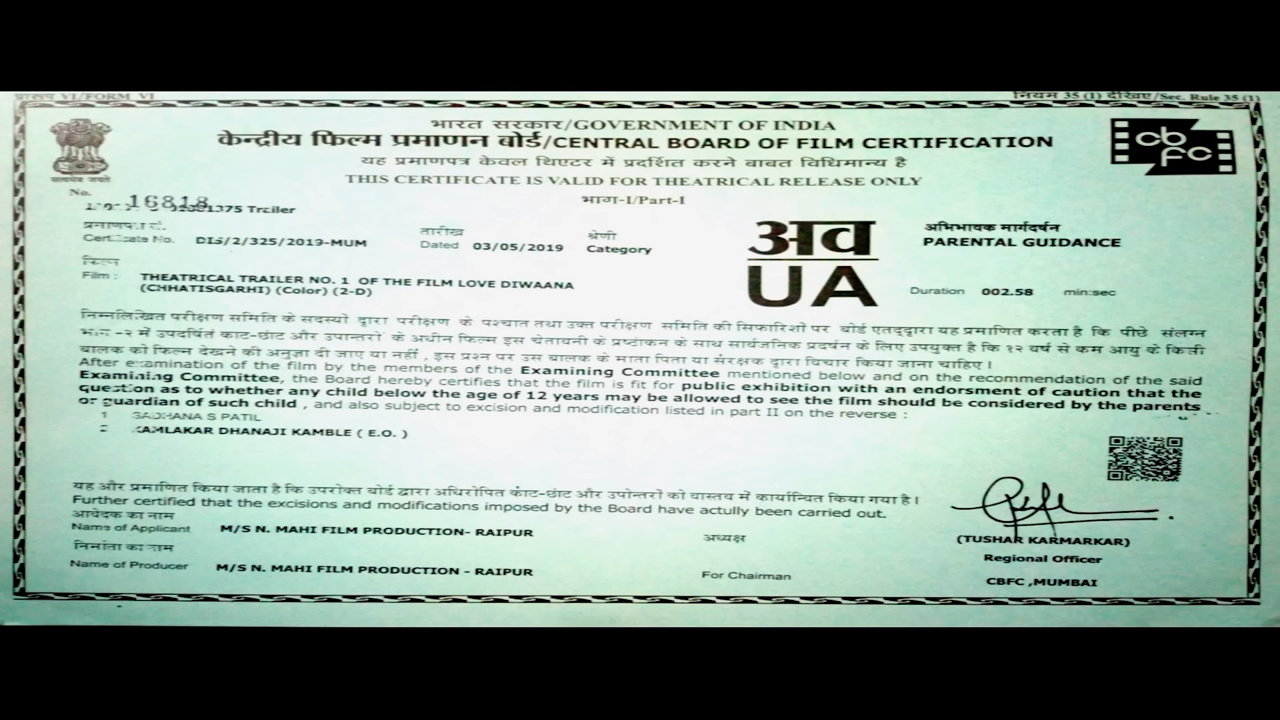 प्रारूप VI/FORM VI
नियम 35 (1) देखिए/Sec. Rule 35 (1)
भारत सरकार/GOVERNMENT OF INDIA
केन्द्रीय फिल्म प्रमाणन बोर्ड/CENTRAL BOARD OF FILM CERTIFICATION
cbfc
यह प्रमाणपत्र केवल थिएटर में प्रदर्शित करने बाबत विधिमान्य है
सत्यमेव जयते
THIS CERTIFICATE IS VALID FOR THEATRICAL RELEASE ONLY
No. 16818
भाग-I/Part-I
Trailer
तारीख
श्रेणी
अव
अभिभावक मार्गदर्शन
Certificate No. DIS/2/325/2019-MUM
Dated 03/05/2019
Category
PARENTAL GUIDANCE
फिल्म
Film : THEATRICAL TRAILER NO. 1 OF THE FILM LOVE DIWAANA
(CHHATISGARHI) (Color) (2-D)
UA
Duration 002.58 min:sec
निम्नलिखित परीक्षण समिति के सदस्यों द्वारा परीक्षण के पश्चात तथा उक्त परीक्षण समिति की सिफारिशों पर बोर्ड एतद्द्वारा यह प्रमाणित करता है कि पीछे संलग्न
भाग -२ में उपदर्षित काट-छांट और उपान्तरों के अधीन फिल्म इस चेतावनी के प्रष्ठांकन के साथ सार्वजनिक प्रदर्षन के लिए उपयुक्त है कि १२ वर्ष से कम आयु के किसी
बालक को फिल्म देखने की अनुज्ञा दी जाए या नहीं , इस प्रश्न पर उस बालक के माता पिता या संरक्षक द्वारा विचार किया जाना चाहिए ।
After examination of the film by the members of the Examining Committee mentioned below and on the recommendation of the said
Examining Committee, the Board hereby certifies that the film is fit for public exhibition with an endorsment of caution that the
question as to whether any child below the age of 12 years may be allowed to see the film should be considered by the parents
or guardian of such child , and also subject to excision and modification listed in part II on the reverse :
1 SADHANA S PATIL
2 KAMLAKAR DHANAJI KAMBLE ( E.O. )
यह और प्रमाणित किया जाता है कि उपरोक्त बोर्ड द्वारा अधिरोपित कांट-छांट और उपांतरों को वास्तव में कार्यान्वित किया गया है ।
Further certified that the excisions and modifications imposed by the Board have actully been carried out.
आवेदक का नाम
Name of Applicant M/S N. MAHI FILM PRODUCTION- RAIPUR
अध्यक्ष
(TUSHAR KARMARKAR)
निर्माता का नाम
Regional Officer
Name of Producer M/S N. MAHI FILM PRODUCTION - RAIPUR
For Chairman
CBFC ,MUMBAI